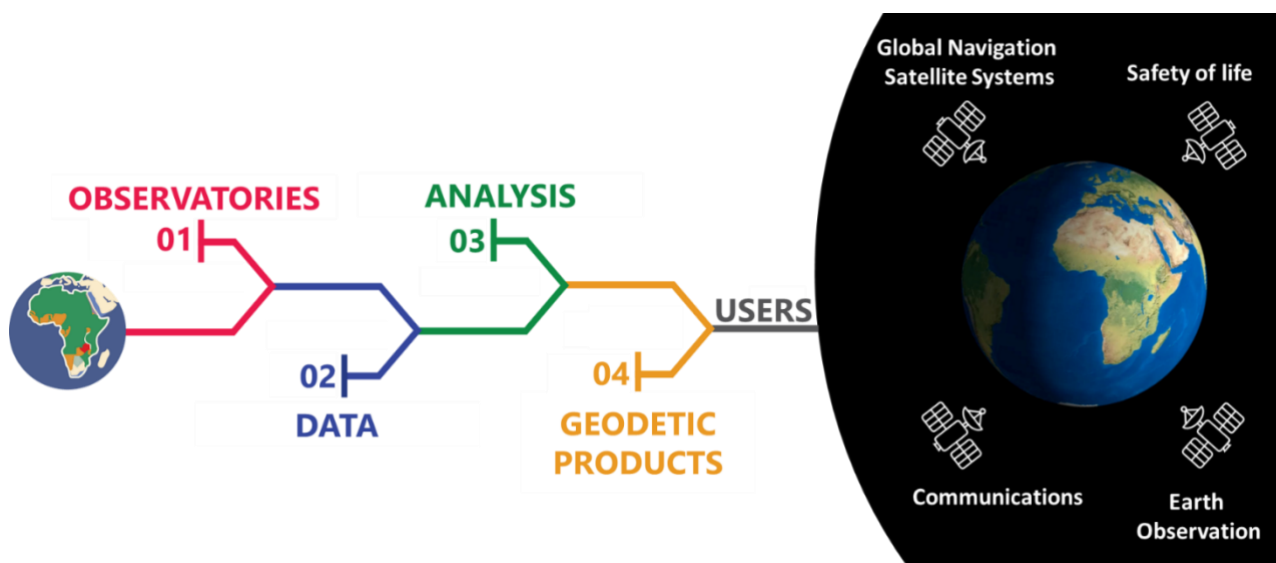 OBSERVATORIES
01
02
DATA
ANALYSIS
03
04
GEODETIC
PRODUCTS
USERS
Global Navigation
Satellite Systems
Safety of life
Communications
Earth
Observation